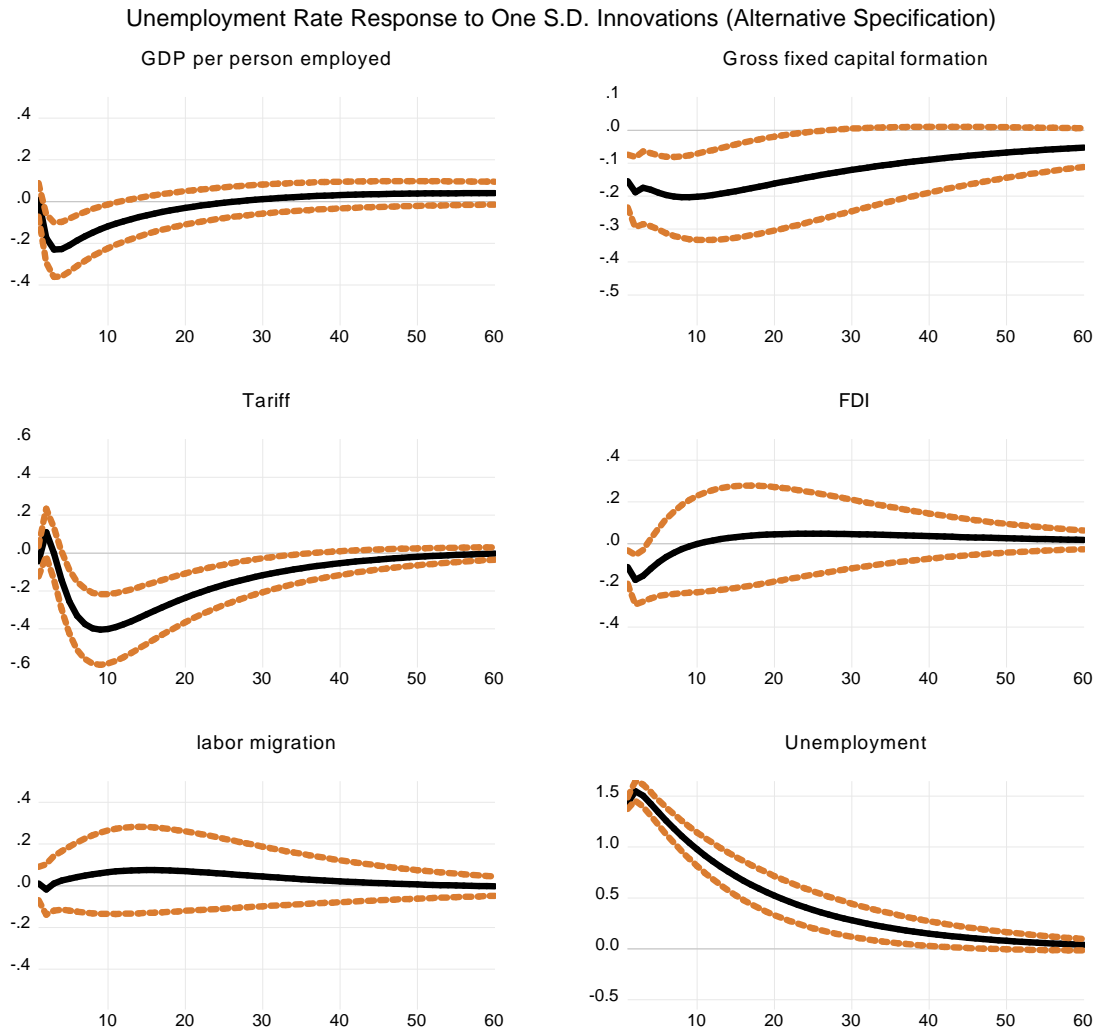 Unemployment Rate Response to One S.D. Innovations (Alternative Specification)
GDP per person employed
.4
.2
.0
-.2
-.4
10 20 30 40 50 60
Gross fixed capital formation
.1
.0
-.1
-.2
-.3
-.4
-.5
10 20 30 40 50 60
Tariff
.6
.4
.2
.0
-.2
-.4
-.6
10 20 30 40 50 60
FDI
.4
.2
.0
-.2
-.4
10 20 30 40 50 60
labor migration
.4
.2
.0
-.2
-.4
10 20 30 40 50 60
Unemployment
1.5
1.0
0.5
0.0
-0.5
10 20 30 40 50 60